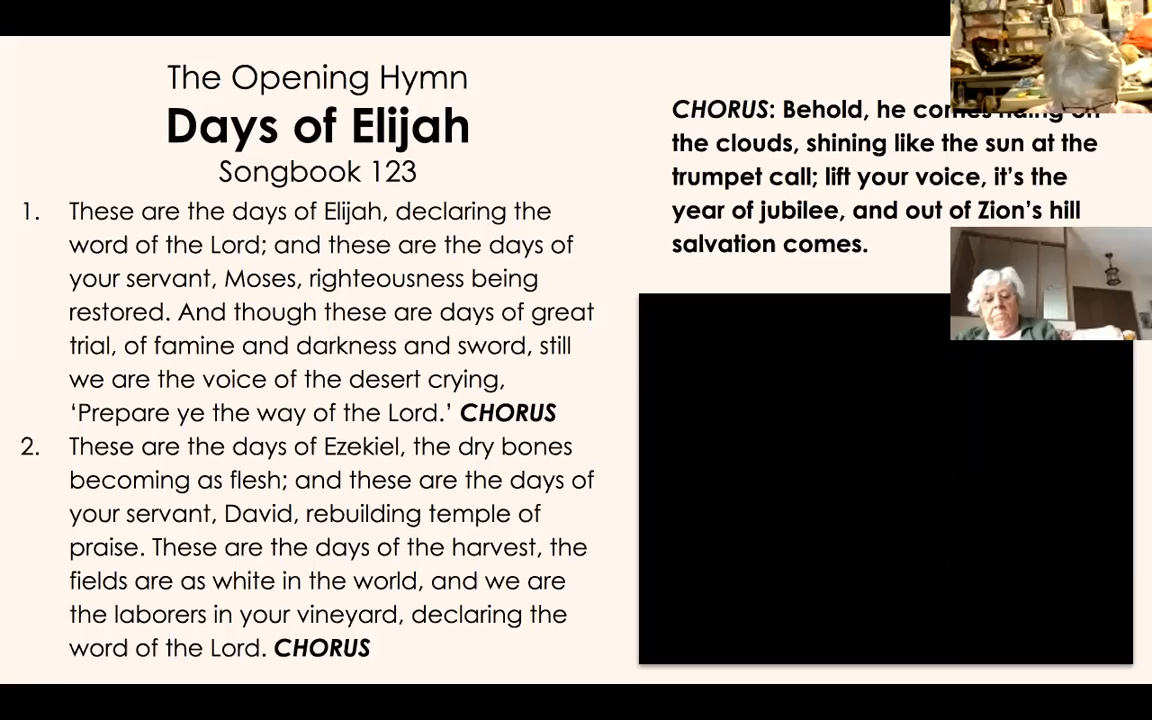 The Opening Hymn
Days of Elijah
Songbook 123
1. These are the days of Elijah, declaring the
word of the Lord; and these are the days of
your servant, Moses, righteousness being
restored. And though these are days of great
trial, of famine and darkness and sword, still
we are the voice of the desert crying,
‘Prepare ye the way of the Lord.’ CHORUS
2. These are the days of Ezekiel, the dry bones
becoming as flesh; and these are the days of
your servant, David, rebuilding temple of
praise. These are the days of the harvest, the
fields are as white in the world, and we are
the laborers in your vineyard, declaring the
word of the Lord. CHORUS
CHORUS: Behold, he comes riding on
the clouds, shining like the sun at the
trumpet call; lift your voice, it’s the
year of jubilee, and out of Zion’s hill
salvation comes.